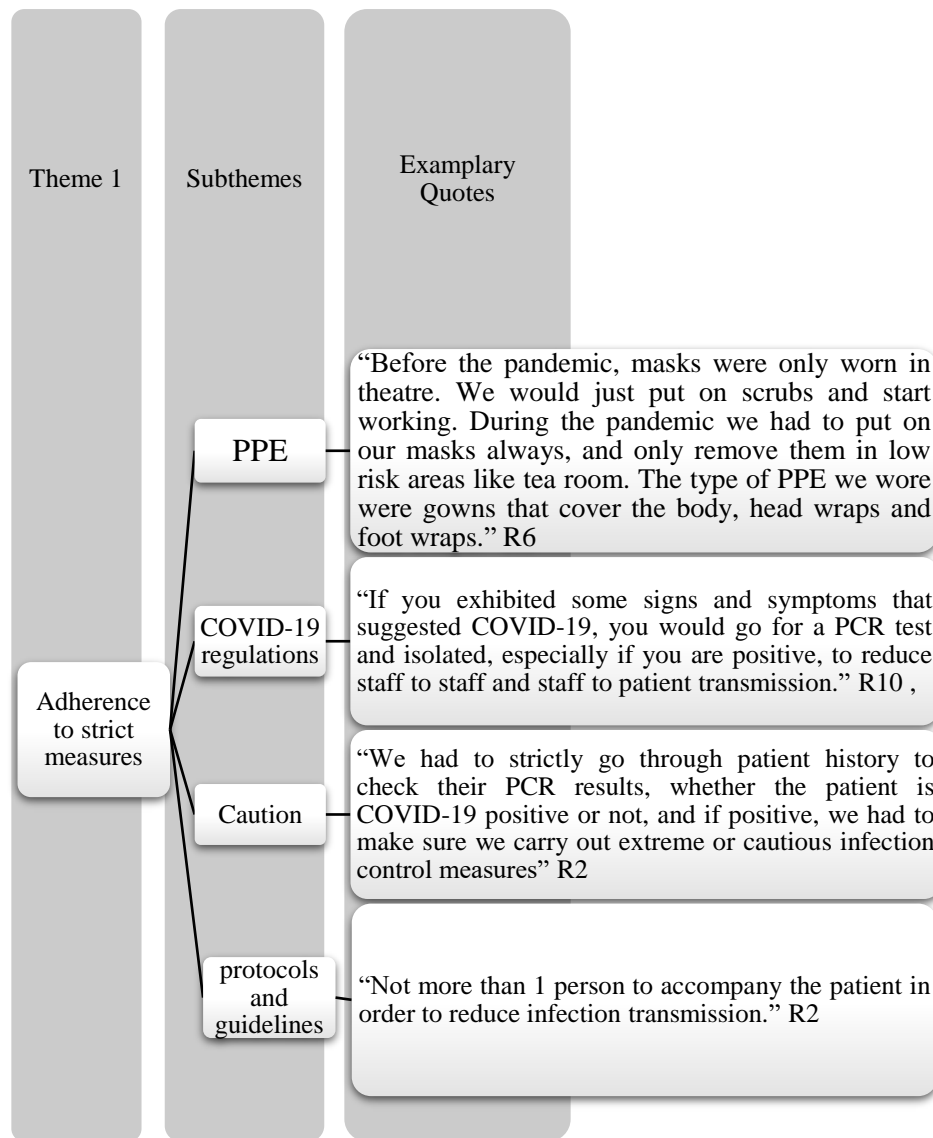 Theme 1
Subthemes
Examplary
Quotes
“Before the pandemic, masks were only worn in
theatre. We would just put on scrubs and start
working. During the pandemic we had to put on
our masks always, and only remove them in low
risk areas like tea room. The type of PPE we wore
were gowns that cover the body, head wraps and
foot wraps.” R6
PPE
“If you exhibited some signs and symptoms that
suggested COVID-19, you would go for a PCR test
and isolated, especially if you are positive, to reduce
staff to staff and staff to patient transmission.” R10 ,
COVID-19
regulations
Adherence
to strict
measures
“We had to strictly go through patient history to
check their PCR results, whether the patient is
COVID-19 positive or not, and if positive, we had to
make sure we carry out extreme or cautious infection
control measures” R2
Caution
protocols
and
guidelines
“Not more than 1 person to accompany the patient in
order to reduce infection transmission.” R2